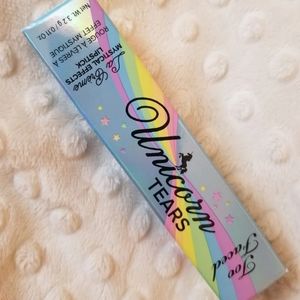 La Crème
MYSTICAL EFFECTS
LIPSTICK
ROUGE À LÈVRES À
EFFET MYSTIQUE
Net Wt. 3.2 g / 0.11 Oz.
Unicorn
TEARS
Too
Faced